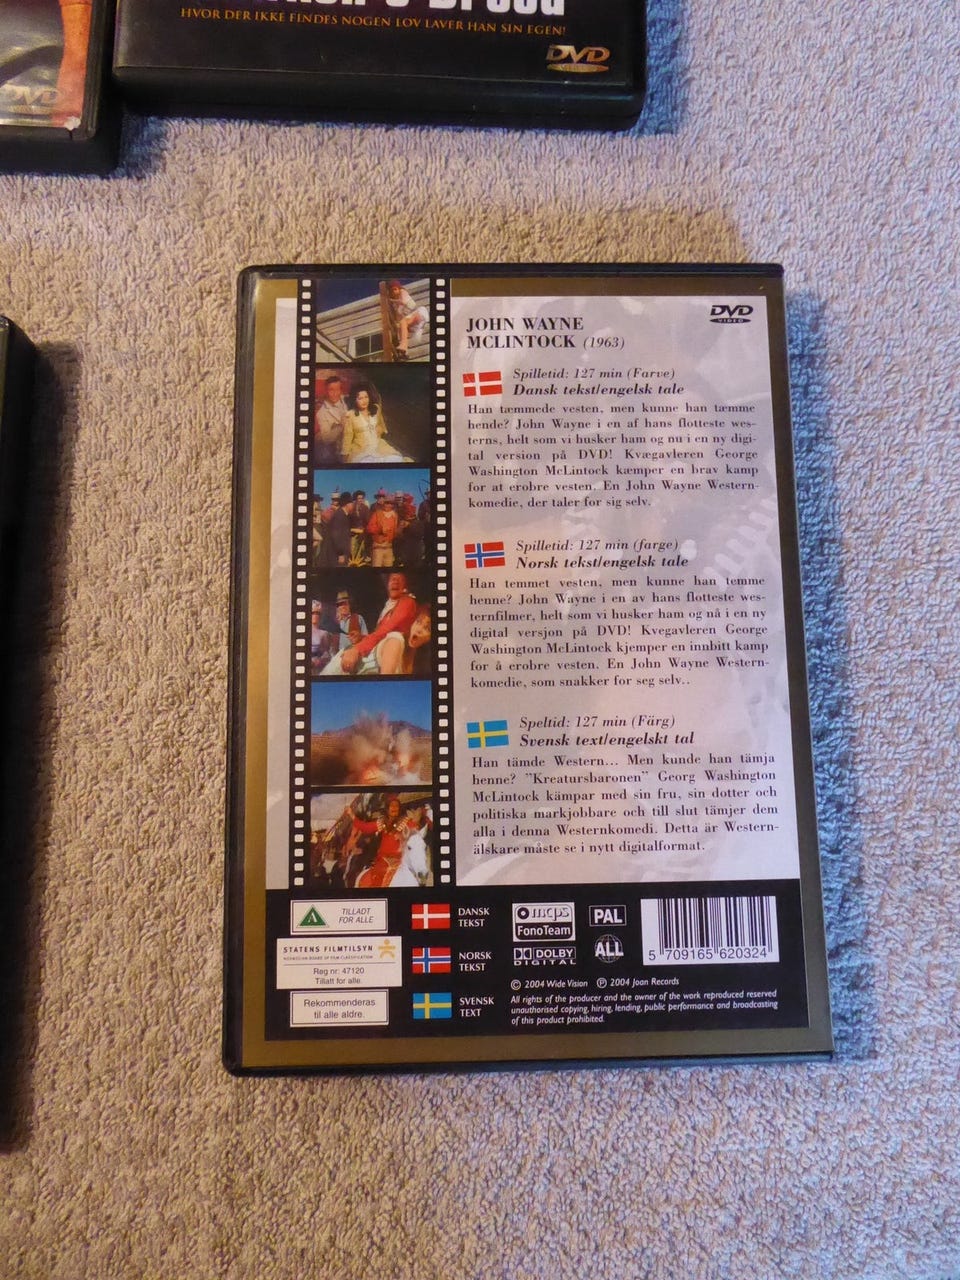 HVOR DER IKKE FINDES NOGEN LOV LAVER HAN SIN EGEN!
DVD
DVD
DVD
VIDEO
JOHN WAYNE
MCLINTOCK (1963)
Spilletid: 127 min (Farve)
Dansk tekst/engelsk tale
Han tæmmede vesten, men kunne han tæmme
hende? John Wayne i en af hans flotteste wes-
terns, helt som vi husker ham og nu i en ny digi-
tal version på DVD! Kvægavleren George
Washington McLintock kæmper en brav kamp
for at erobre vesten. En John Wayne Western-
komedie, der taler for sig selv.
Spilletid: 127 min (farge)
Norsk tekst/engelsk tale
Han temmet vesten, men kunne han temme
henne? John Wayne i en av hans flotteste wes-
ternfilmer, helt som vi husker ham og nå i en ny
digital versjon på DVD! Kvegavleren George
Washington McLintock kjemper en innbitt kamp
for å erobre vesten. En John Wayne Western-
komedie, som snakker for seg selv..
Speltid: 127 min (Färg)
Svensk text/engelskt tal
Han tämde Western... Men kunde han tämja
henne? "Kreatursbaronen" Georg Washington
McLintock kämpar med sin fru, sin dotter och
politiska markjobbare och till slut tämjer dem
alla i denna Westernkomedi. Detta är Western-
älskare måste se i nytt digitalformat.
A
TILLADT
FOR ALLE
STATENS FILMTILSYN
NORWEGIAN BOARD OF FILM CLASSIFICATION
Reg nr: 47120
Tillatt for alle.
Rekommenderas
til alle aldre.
DANSK
TEKST
NORSK
TEKST
SVENSK
TEXT
mcps
FonoTeam
PAL
DOLBY
DIGITAL
ALL
5 709165 620324
© 2004 Wide Vision ℗ 2004 Joan Records
All rights of the producer and the owner of the work reproduced reserved
unauthorised copying, hiring, lending, public performance and broadcasting
of this product prohibited.